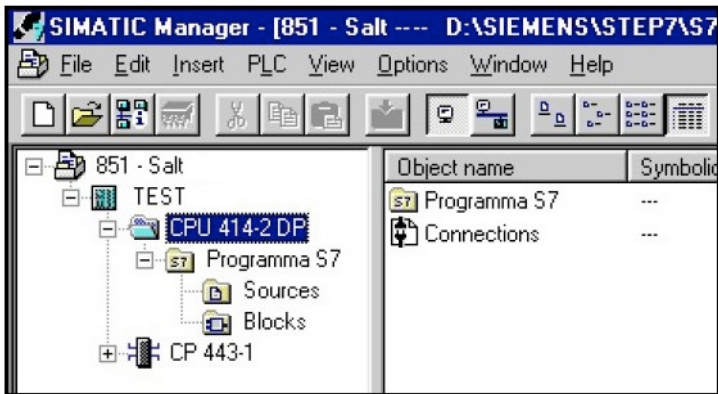 SIMATIC Manager - [851 - Salt ---- D:\SIEMENS\STEP7\S7
File Edit Insert PLC View Options Window Help
851 - Salt
TEST
CPU 414-2 DP
Programma S7
Sources
Blocks
CP 443-1
Object name Symbolic
Programma S7 ---
Connections ---